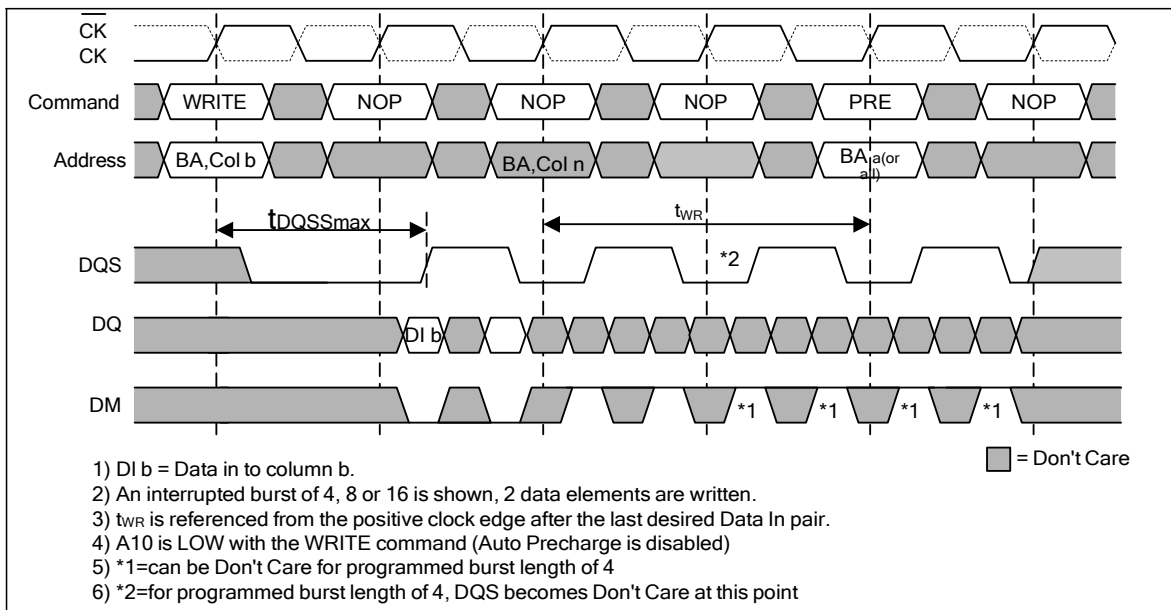 CK
CK
Command WRITE NOP NOP NOP PRE NOP
Address BA,Col b BA,Col n BA a(or all)
tDQSSmax tWR
DQS *2
DQ DI b
DM *1 *1 *1 *1
= Don't Care
1) DI b = Data in to column b.
2) An interrupted burst of 4, 8 or 16 is shown, 2 data elements are written.
3) tWR is referenced from the positive clock edge after the last desired Data In pair.
4) A10 is LOW with the WRITE command (Auto Precharge is disabled)
5) *1=can be Don't Care for programmed burst length of 4
6) *2=for programmed burst length of 4, DQS becomes Don't Care at this point